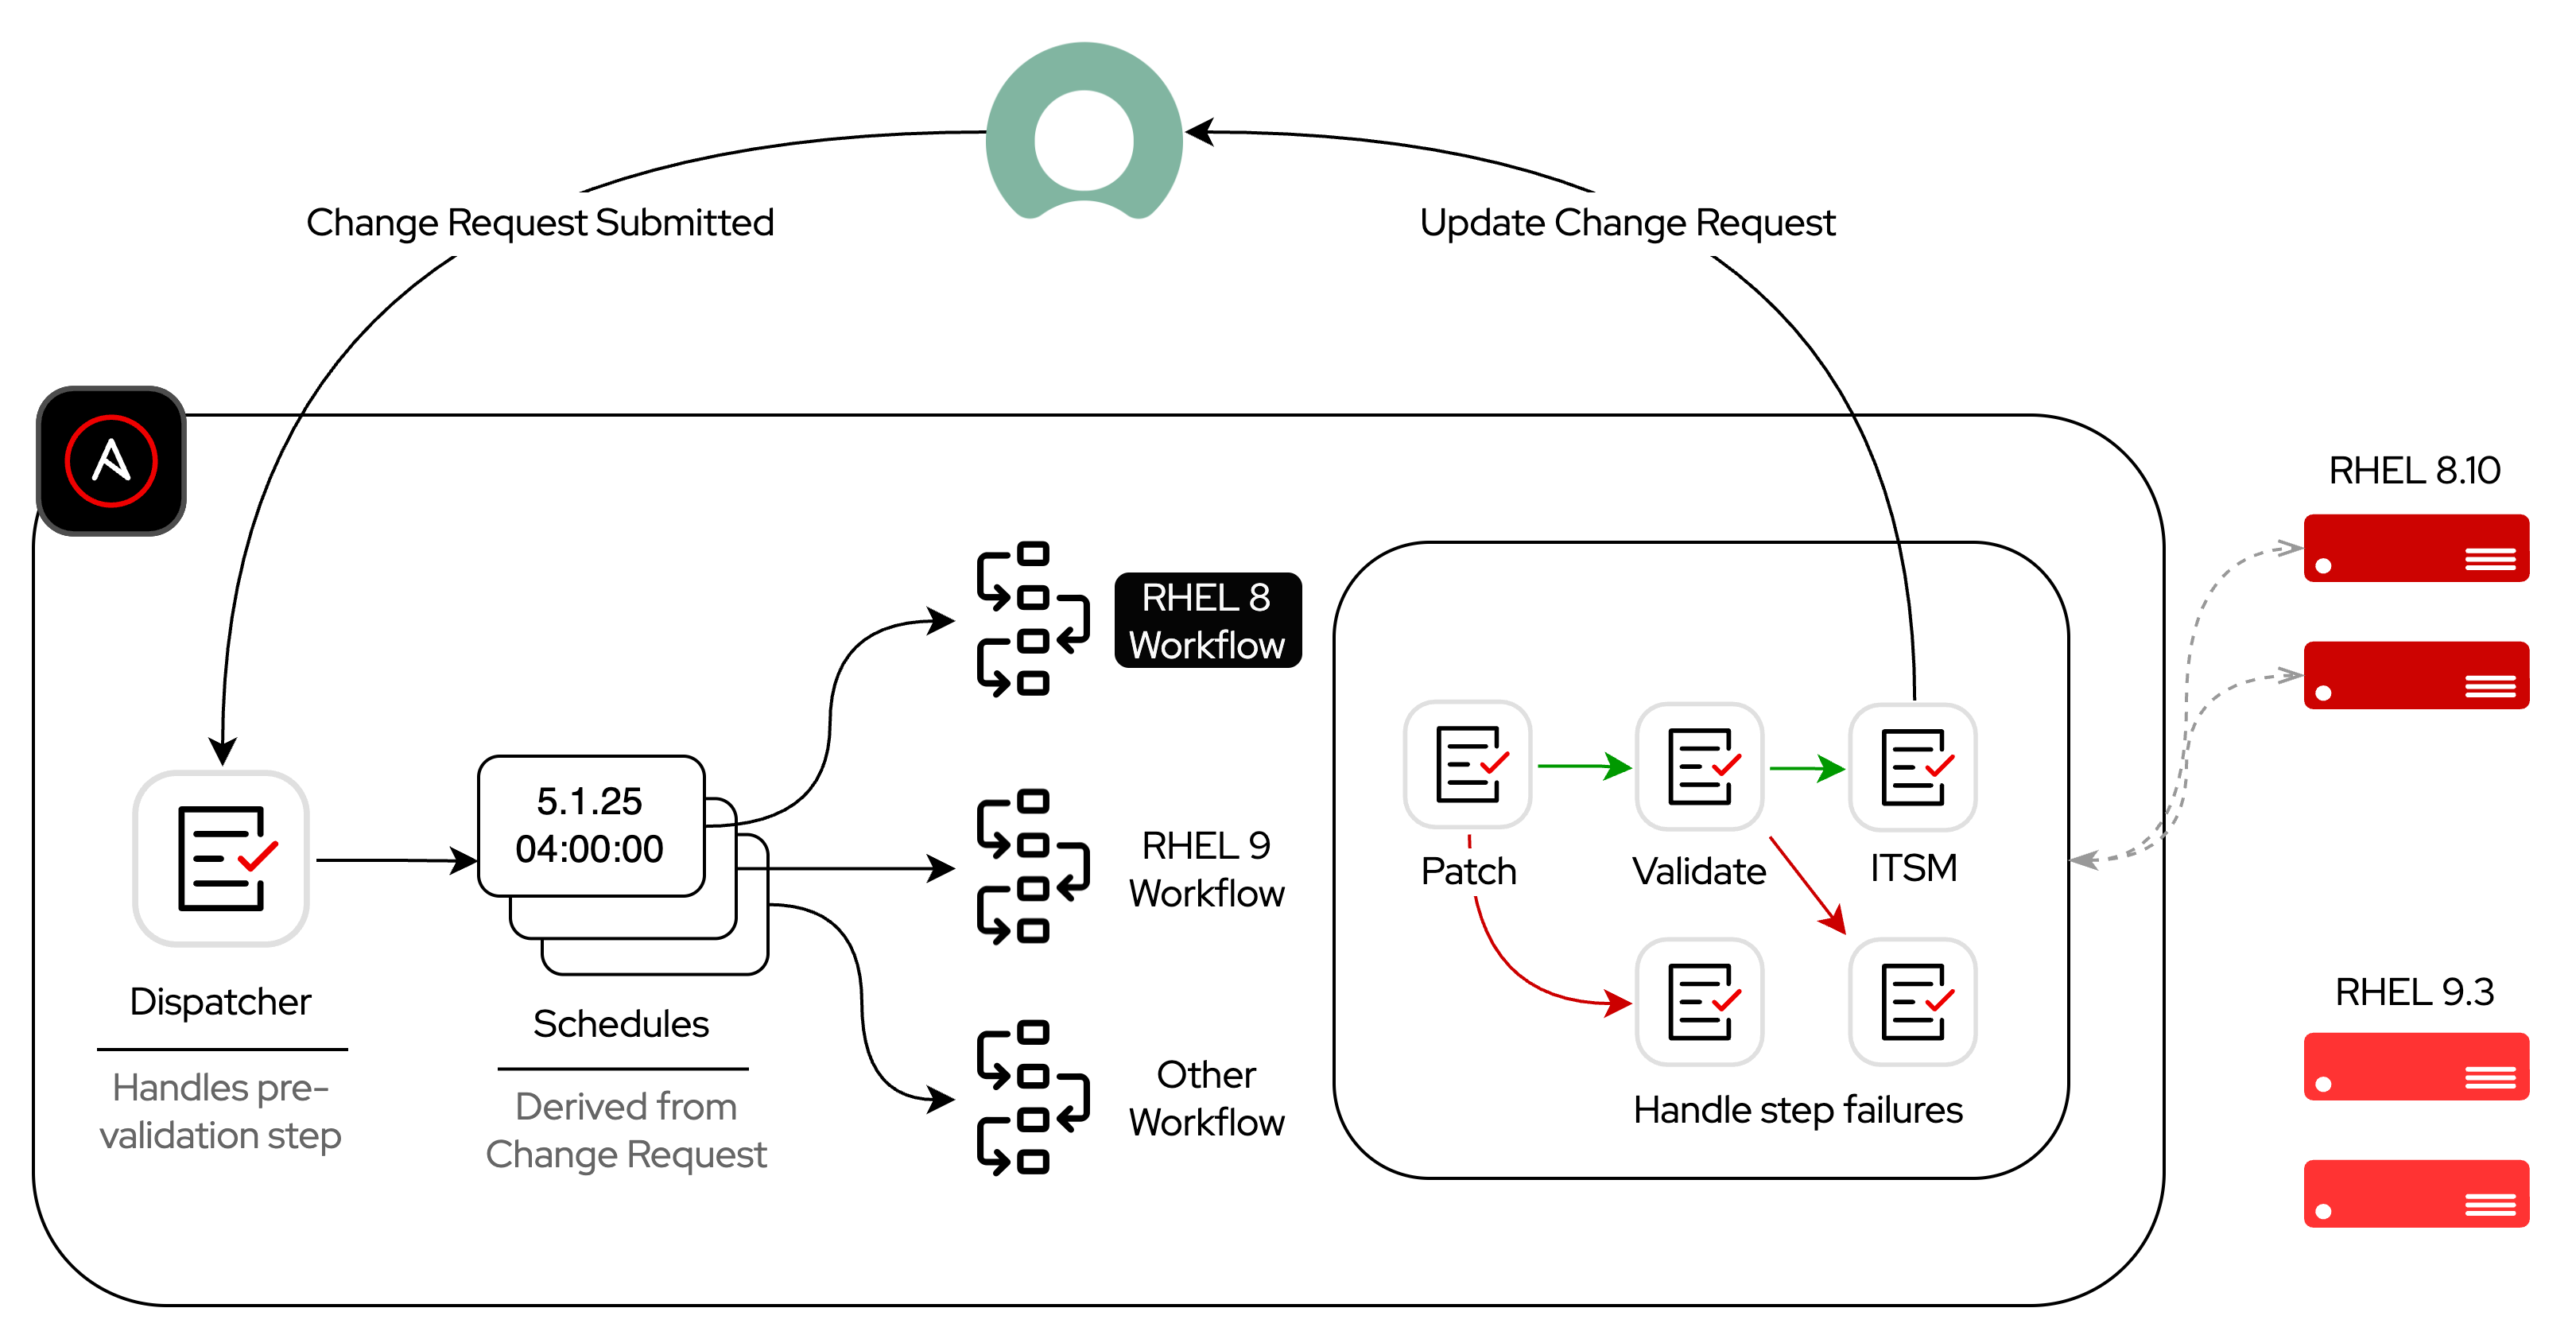 Change Request Submitted
Update Change Request
RHEL 8.10
RHEL 8
Workflow
5.1.25
04:00:00
RHEL 9
Workflow
Patch
Validate
ITSM
Dispatcher
Handles pre-
validation step
Schedules
Derived from
Change Request
Other
Workflow
Handle step failures
RHEL 9.3